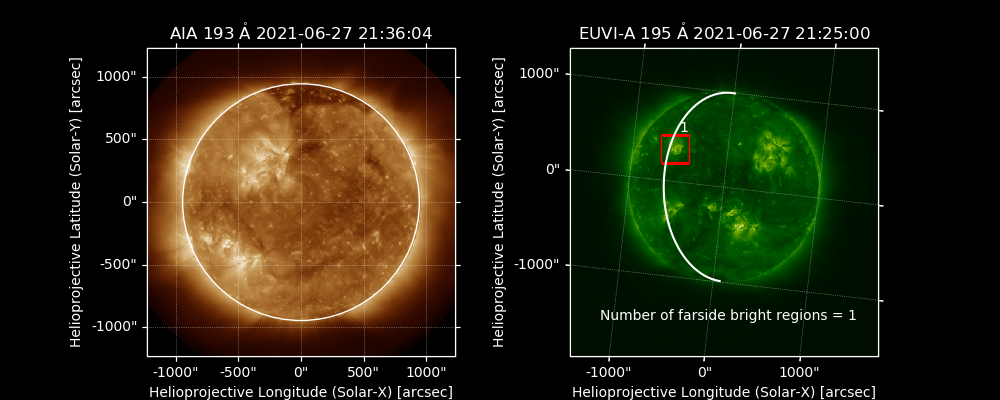 AIA 193 Å 2021-06-27 21:36:04
Helioprojective Latitude (Solar-Y) [arcsec]
1000"
500"
0"
-500"
-1000"
-1000"  -500"  0"  500"  1000"
Helioprojective Longitude (Solar-X) [arcsec]
EUVI-A 195 Å 2021-06-27 21:25:00
Helioprojective Latitude (Solar-Y) [arcsec]
1000"
0"
-1000"
1
Number of farside bright regions = 1
-1000"  0"  1000"
Helioprojective Longitude (Solar-X) [arcsec]